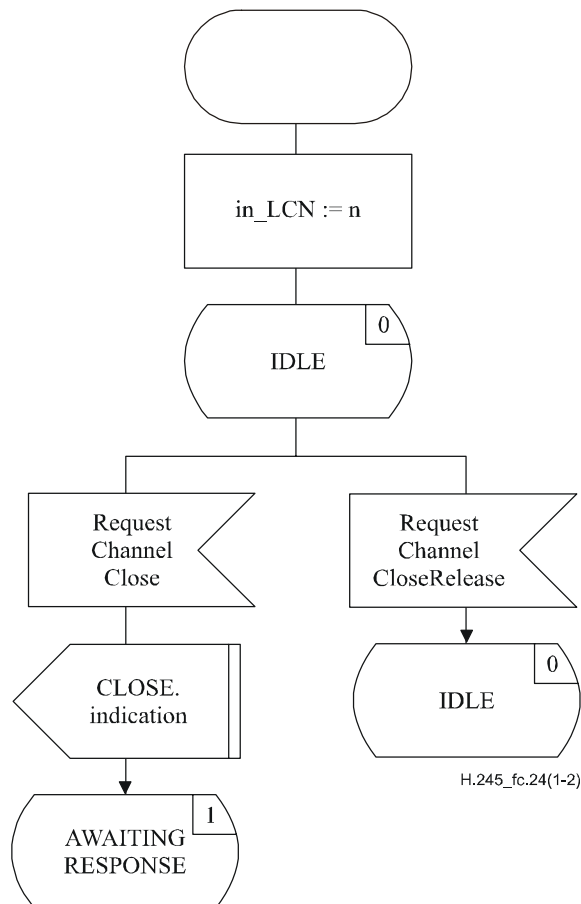 in_LCN := n
0
IDLE
Request
Channel
Close
Request
Channel
CloseRelease
CLOSE.
indication
0
IDLE
H.245_fc.24(1-2)
1
AWAITING
RESPONSE